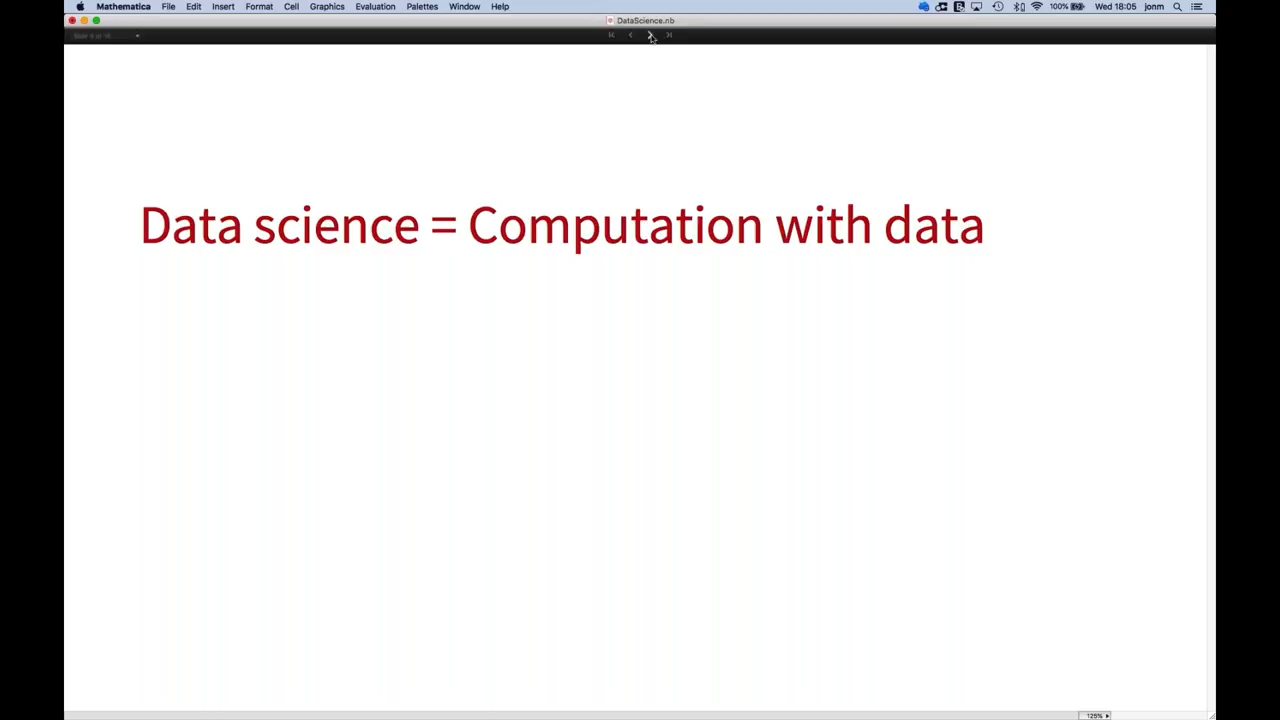 Mathematica File Edit Insert Format Cell Graphics Evaluation Palettes Window Help 100% Wed 18:05 jonm
DataScience.nb
Data science = Computation with data
125%